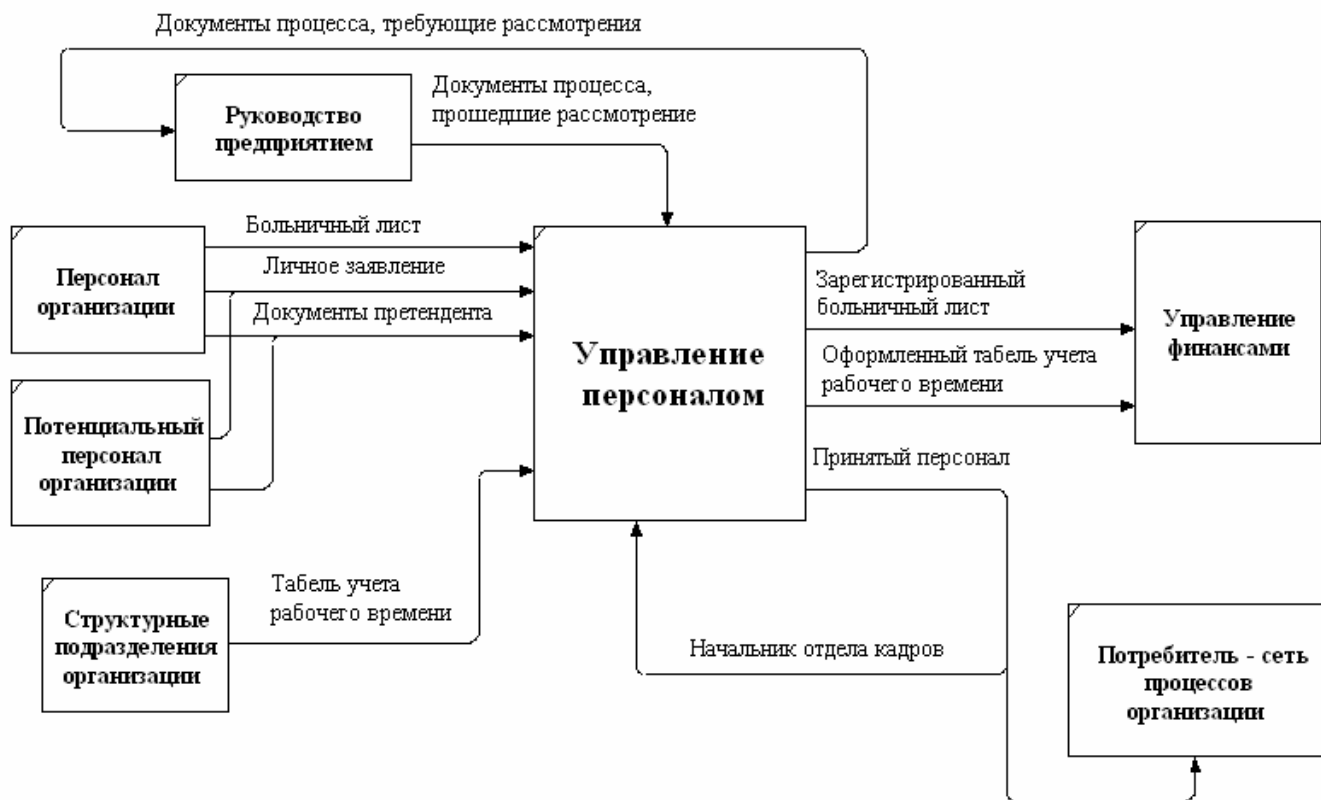 Документы процесса, требующие рассмотрения
Руководство
предприятием
Документы процесса,
прошедшие рассмотрение
Персонал
организации
Больничный лист
Личное заявление
Документы претендента
Потенциальный
персонал
организации
Управление
персоналом
Зарегистрированный
больничный лист
Оформленный табель учета
рабочего времени
Управление
финансами
Принятый персонал
Структурные
подразделения
организации
Табель учета
рабочего времени
Начальник отдела кадров
Потребитель - сеть
процессов
организации